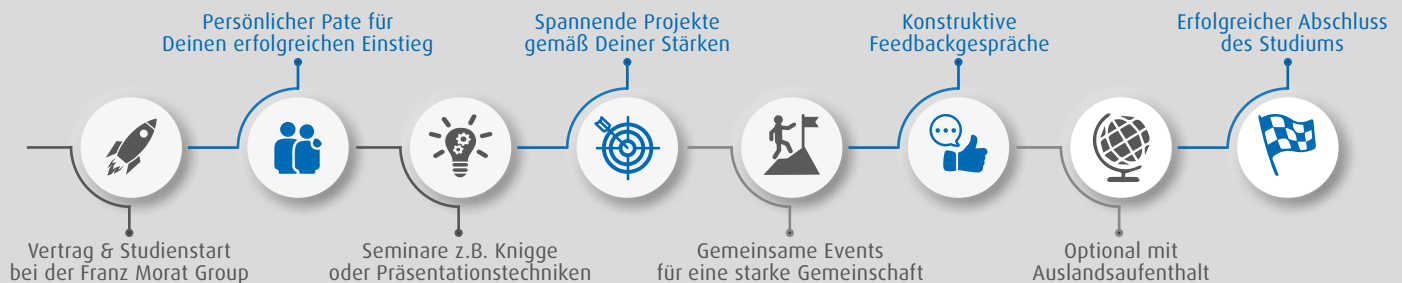 Persönlicher Pate für
Deinen erfolgreichen Einstieg
Spannende Projekte
gemäß Deiner Stärken
Konstruktive
Feedbackgespräche
Erfolgreicher Abschluss
des Studiums
Vertrag & Studienstart
bei der Franz Morat Group
Seminare z.B. Knigge
oder Präsentationstechniken
Gemeinsame Events
für eine starke Gemeinschaft
Optional mit
Auslandsaufenthalt